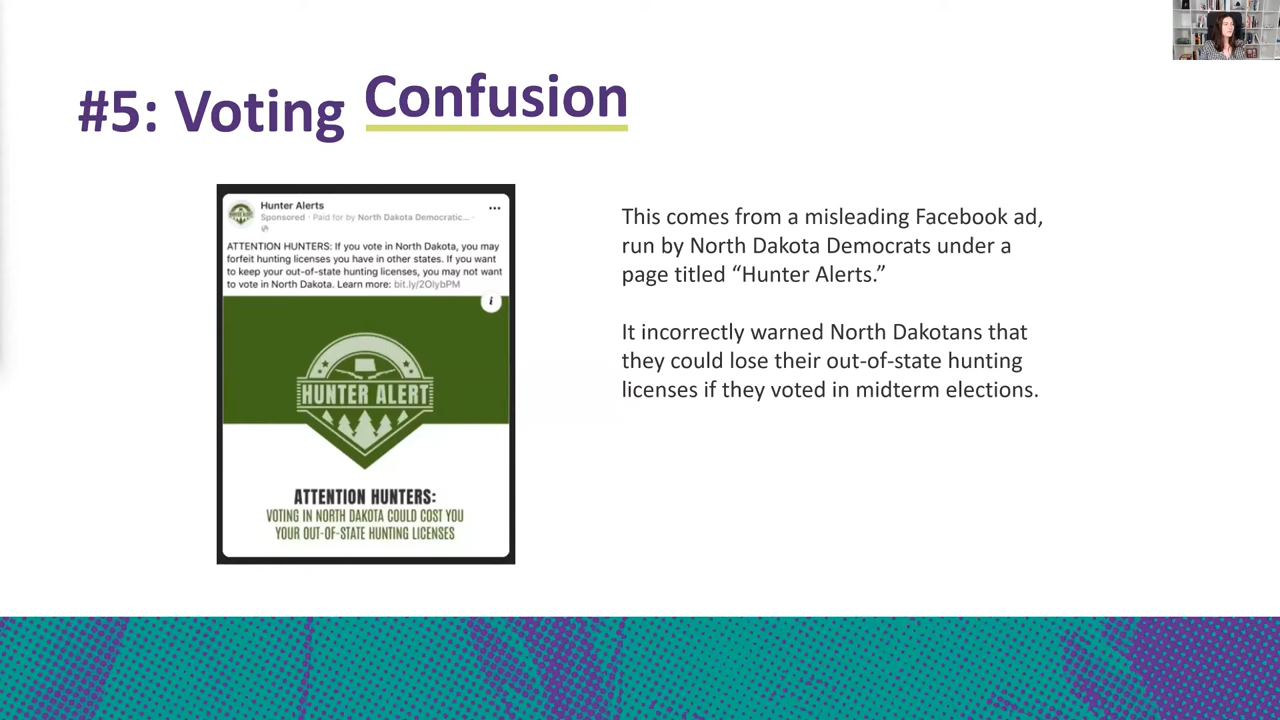 #5: Voting Confusion
Hunter Alerts
Sponsored · Paid for by North Dakota Democratic... ·
ATTENTION HUNTERS: If you vote in North Dakota, you may
forfeit hunting licenses you have in other states. If you want
to keep your out-of-state hunting licenses, you may not want
to vote in North Dakota. Learn more: bit.ly/2OlybPM
i
HUNTER ALERT
ATTENTION HUNTERS:
VOTING IN NORTH DAKOTA COULD COST YOU
YOUR OUT-OF-STATE HUNTING LICENSES
This comes from a misleading Facebook ad,
run by North Dakota Democrats under a
page titled “Hunter Alerts.”
It incorrectly warned North Dakotans that
they could lose their out-of-state hunting
licenses if they voted in midterm elections.